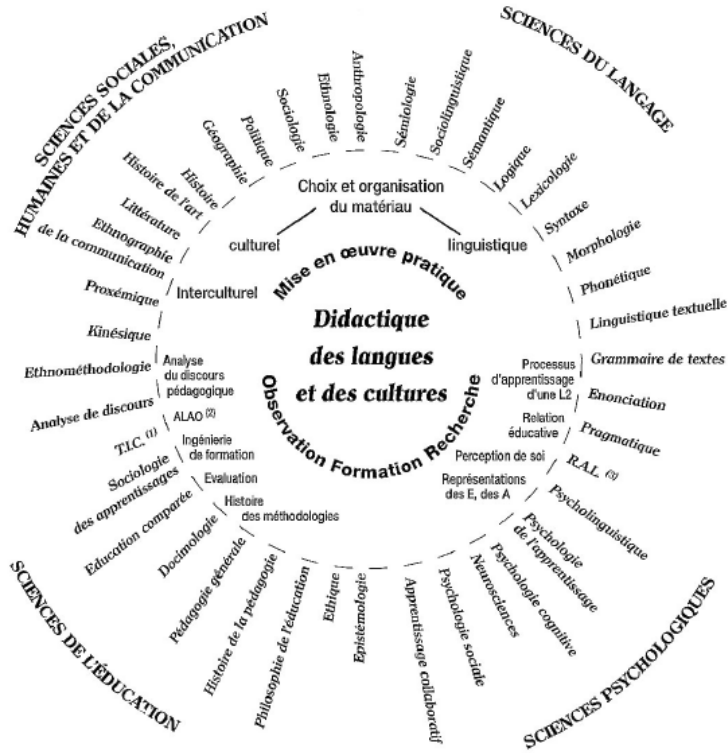 SCIENCES SOCIALES,
HUMAINES ET DE LA COMMUNICATION
SCIENCES DU LANGAGE
Anthropologie
Ethnologie
Sociologie
Politique
Géographie
Histoire
Histoire de l'art
Littérature
Ethnographie
de la communication
Proxémique
Kinésique
Ethnométhodologie
Analyse de discours
T.I.C. (1)
Sociologie
des apprentissages
Education comparée
Docimologie
Pédagogie générale
Histoire de la pédagogie
Philosophie de l'éducation
Ethique
Epistémologie
Sémiologie
Sociolinguistique
Sémantique
Logique
Lexicologie
Syntaxe
Morphologie
Phonétique
Linguistique textuelle
Grammaire de textes
Enonciation
Pragmatique
R.A.L. (3)
Psycholinguistique
Psychologie
de l'apprentissage
Psychologie cognitive
Neurosciences
Psychologie sociale
Apprentissage collaboratif
Choix et organisation
du matériau
culturel
linguistique
Interculturel
Mise en œuvre pratique
Didactique
des langues
et des cultures
Observation Formation Recherche
Analyse
du discours
pédagogique
ALAO (2)
Ingénierie
de formation
Evaluation
Histoire
des méthodologies
Processus
d'apprentissage
d'une L2
Relation
éducative
Perception de soi
Représentations
des E, des A
SCIENCES DE L'ÉDUCATION
SCIENCES PSYCHOLOGIQUES